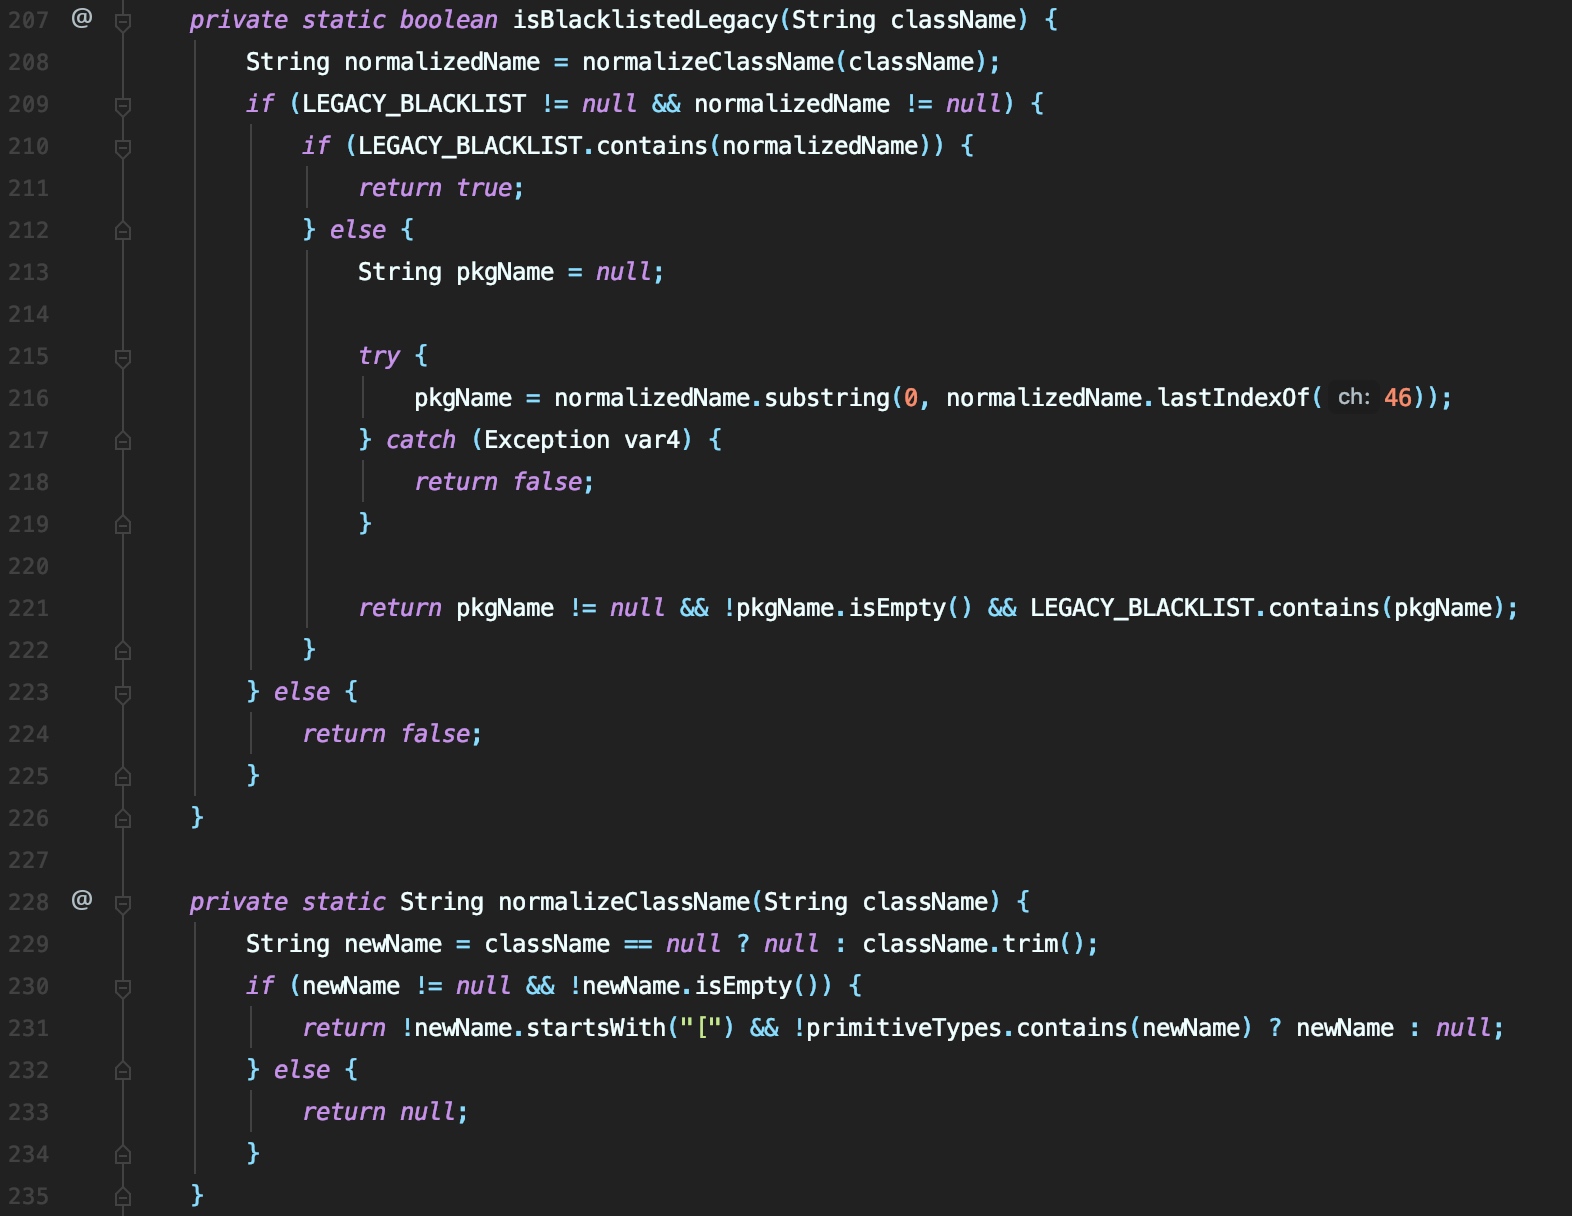 207 @ private static boolean isBlacklistedLegacy(String className) {
208 String normalizedName = normalizeClassName(className);
209 if (LEGACY_BLACKLIST != null && normalizedName != null) {
210 if (LEGACY_BLACKLIST.contains(normalizedName)) {
211 return true;
212 } else {
213 String pkgName = null;
214
215 try {
216 pkgName = normalizedName.substring(0, normalizedName.lastIndexOf( ch: 46));
217 } catch (Exception var4) {
218 return false;
219 }
220
221 return pkgName != null && !pkgName.isEmpty() && LEGACY_BLACKLIST.contains(pkgName);
222 }
223 } else {
224 return false;
225 }
226 }
227
228 @ private static String normalizeClassName(String className) {
229 String newName = className == null ? null : className.trim();
230 if (newName != null && !newName.isEmpty()) {
231 return !newName.startsWith("[") && !primitiveTypes.contains(newName) ? newName : null;
232 } else {
233 return null;
234 }
235 }